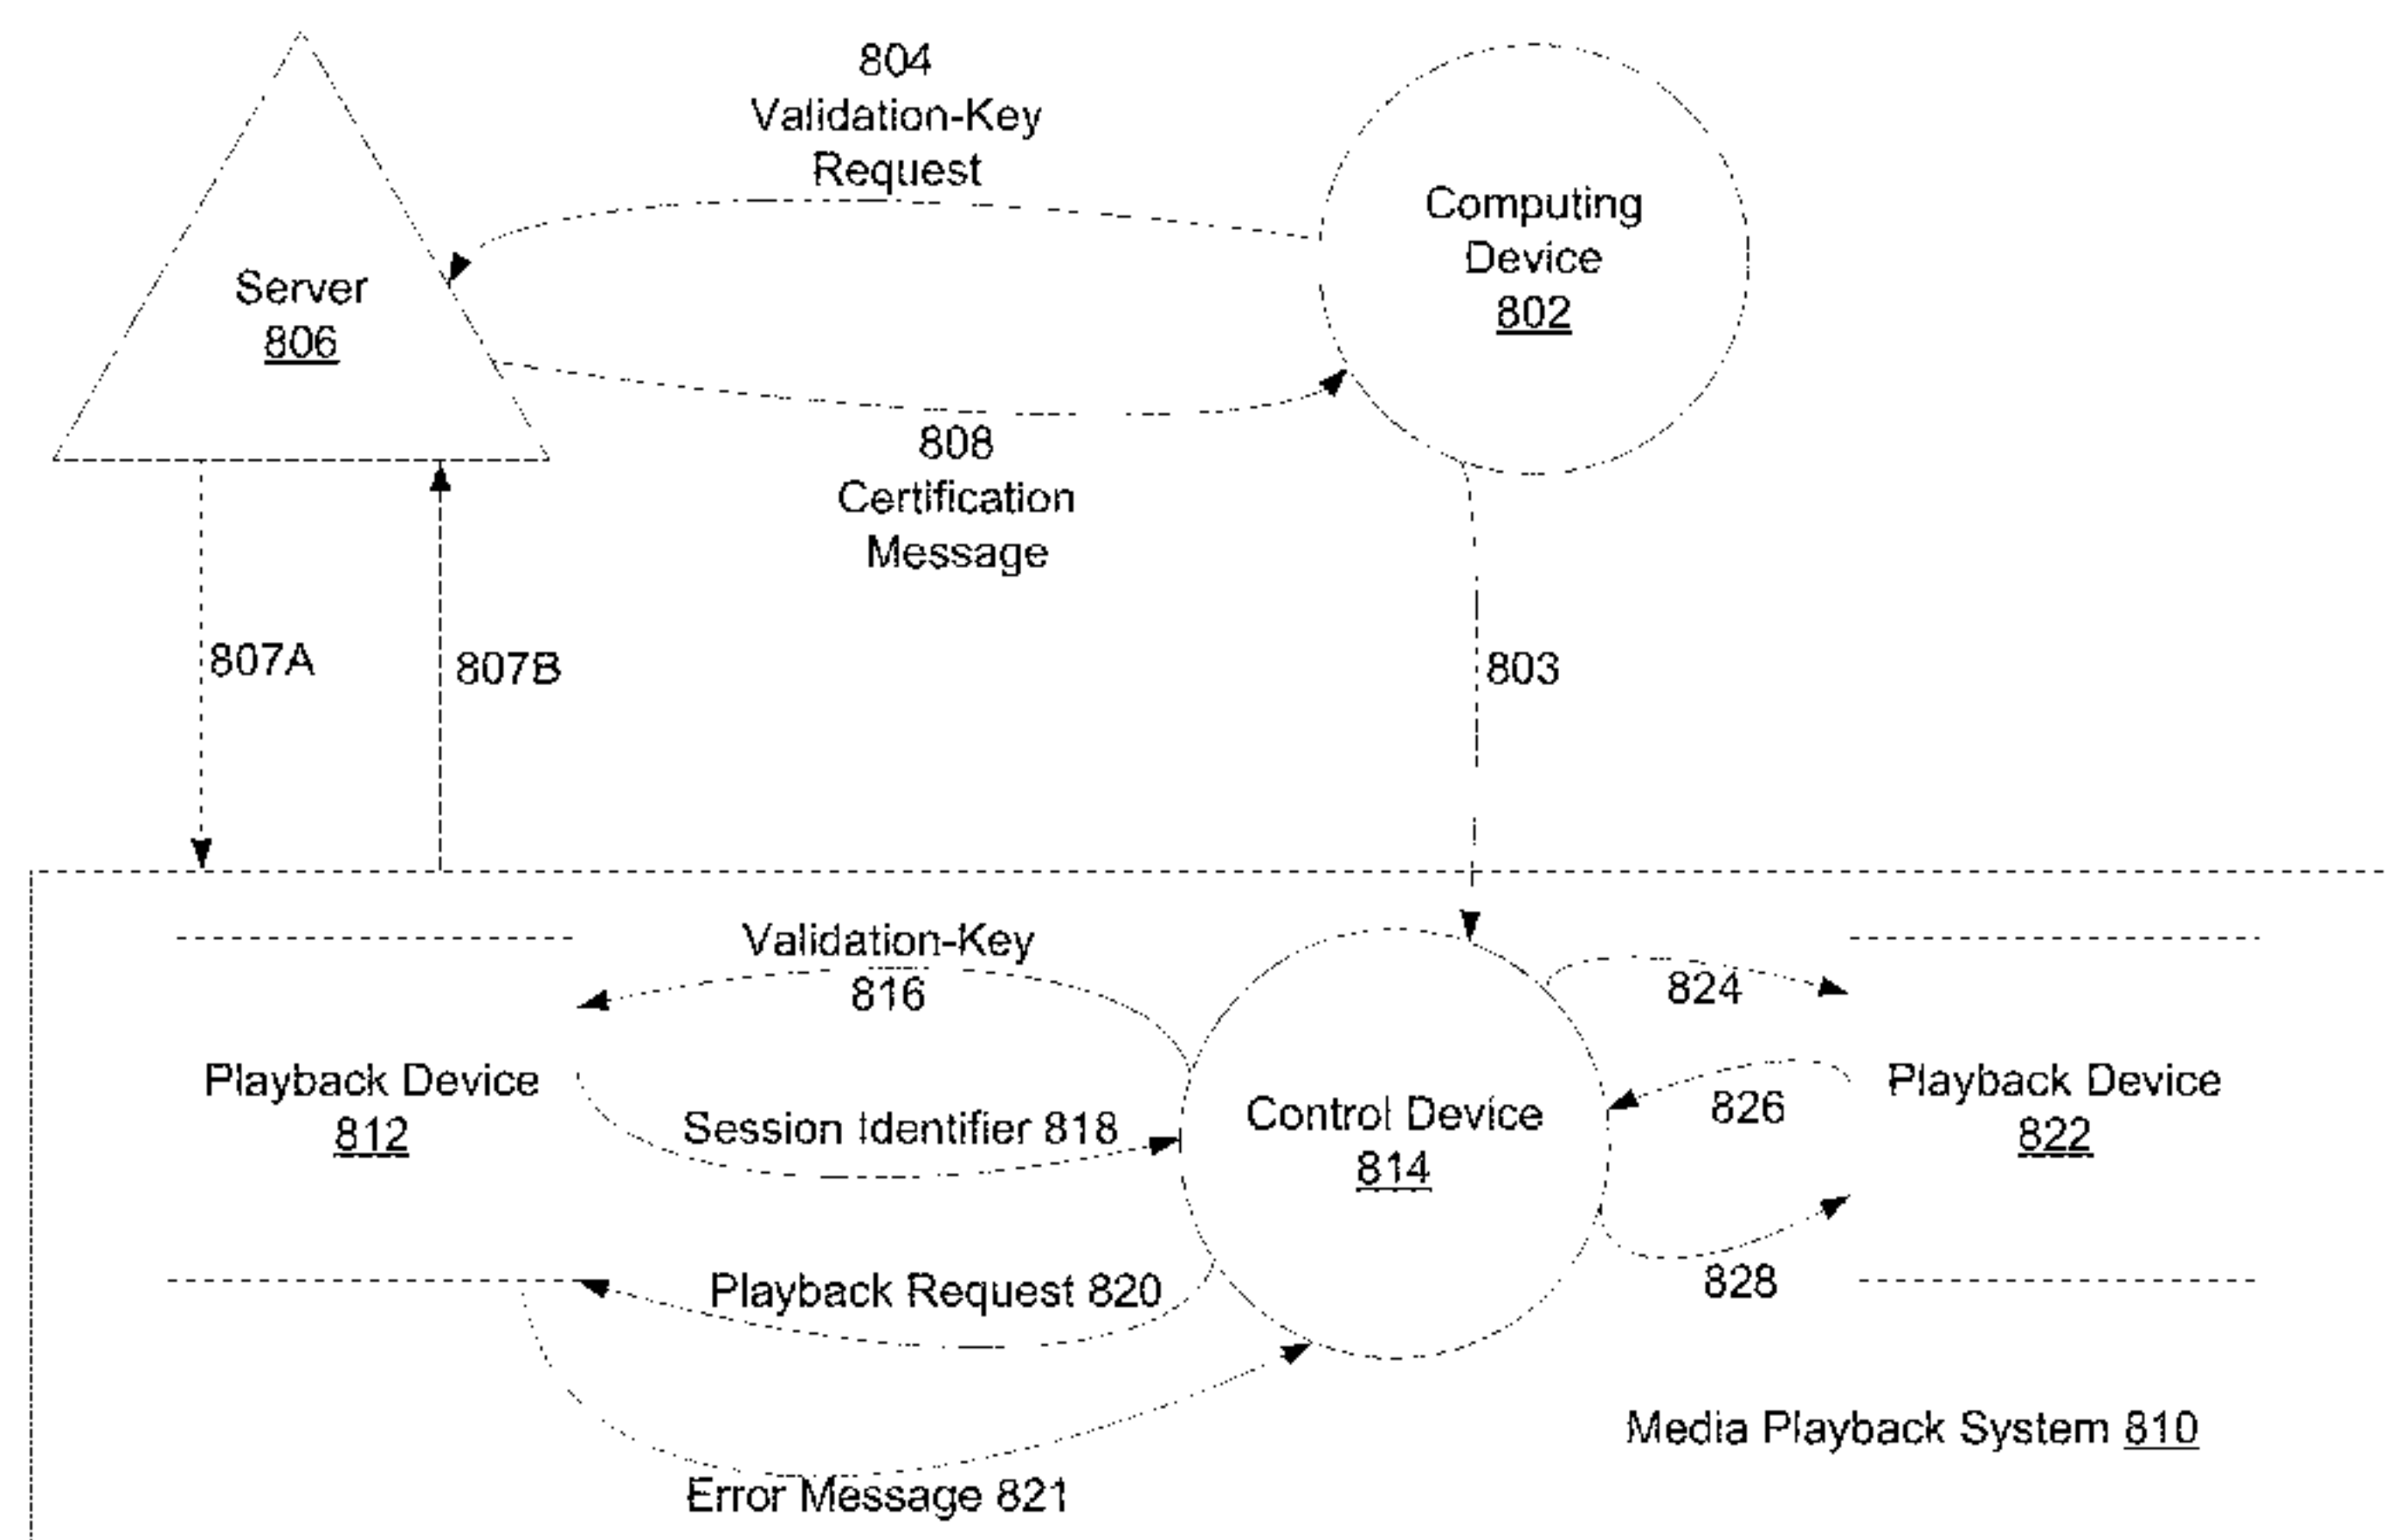 804
Validation-Key
Request
Computing
Device
802
Server
806
808
Certification
Message
807A
807B
803
Validation-Key
816
824
Playback Device
812
Session Identifier 818
Control Device
814
826
Playback Device
822
Playback Request 820
828
Media Playback System 810
Error Message 821